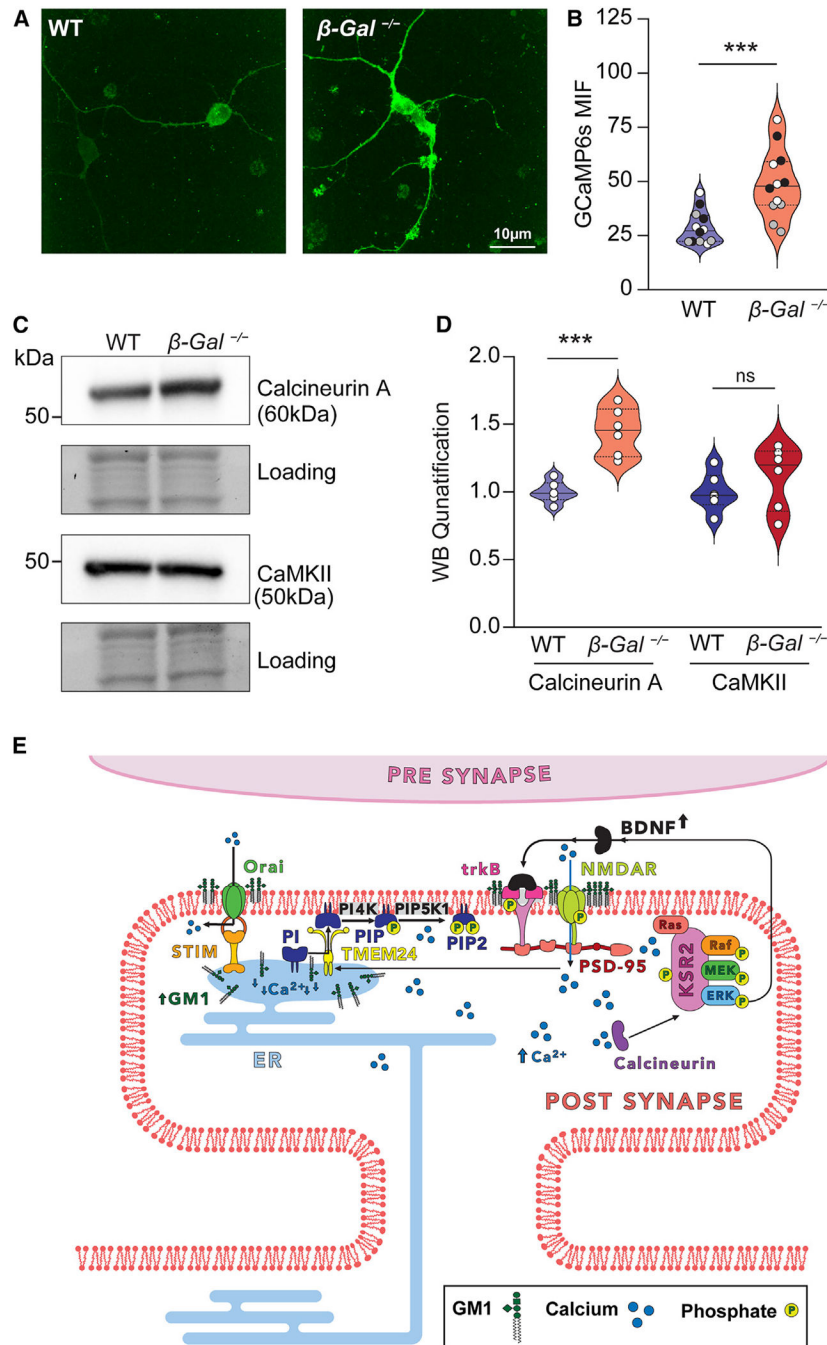 A
WT
β-Gal −/−
10μm
B
***
GCaMP6s MIF
125
100
75
50
25
0
WT
β-Gal −/−
C
kDa
WT
β-Gal −/−
50
Calcineurin A
(60kDa)
Loading
50
CaMKII
(50kDa)
Loading
D
***
ns
WB Qunatification
2.0
1.5
1.0
0.5
0.0
WT
β-Gal −/−
WT
β-Gal −/−
Calcineurin A
CaMKII
E
PRE SYNAPSE
BDNF↑
Orai
trkB
NMDAR
PI4K
PIP5K1
P
P
P
P
P
STIM
PI
PIP
PIP2
TMEM24
PSD-95
Ras
KSR2
P
Raf
P
MEK
P
ERK
P
↑GM1
↓Ca²⁺↓↓
ER
↑Ca²⁺
Calcineurin
POST SYNAPSE
GM1
Calcium
Phosphate
P